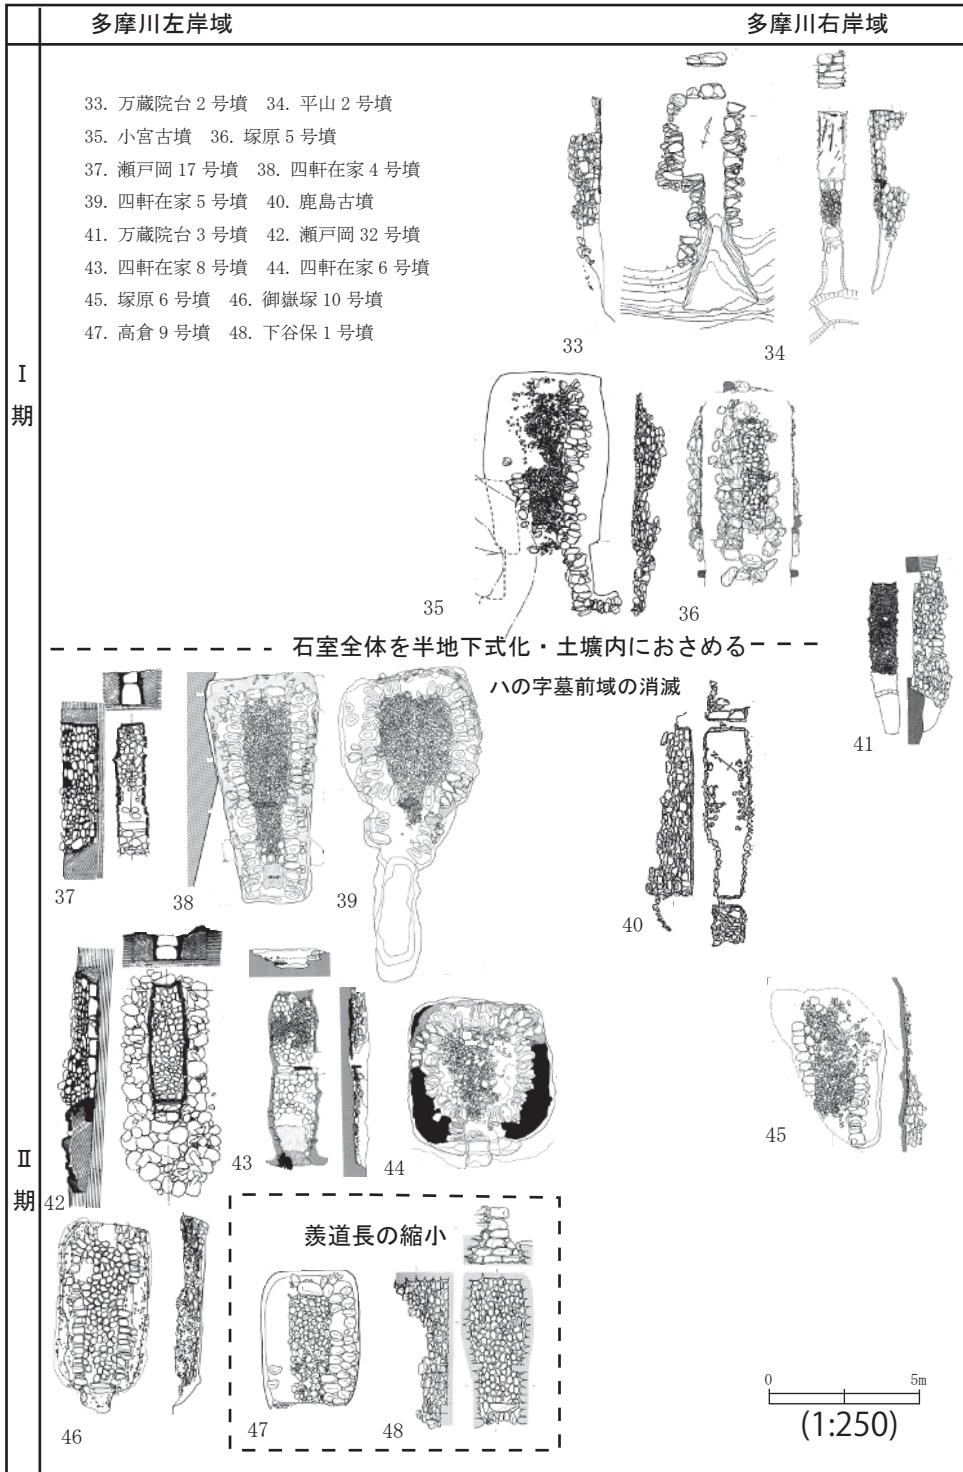 多摩川左岸域
多摩川右岸域
33. 万蔵院台 2 号墳　34. 平山 2 号墳
35. 小宮古墳　36. 塚原 5 号墳
37. 瀬戸岡 17 号墳　38. 四軒在家 4 号墳
39. 四軒在家 5 号墳　40. 鹿島古墳
41. 万蔵院台 3 号墳　42. 瀬戸岡 32 号墳
43. 四軒在家 8 号墳　44. 四軒在家 6 号墳
45. 塚原 6 号墳　46. 御嶽塚 10 号墳
47. 高倉 9 号墳　48. 下谷保 1 号墳
33
34
Ⅰ
期
35
36
石室全体を半地下式化・土壙内におさめる
ハの字墓前域の消滅
41
37
38
39
40
Ⅱ
期
42
43
44
45
羨道長の縮小
46
47
48
0
5m
(1:250)